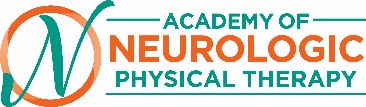 N
ACADEMY OF
NEUROLOGIC
PHYSICAL THERAPY